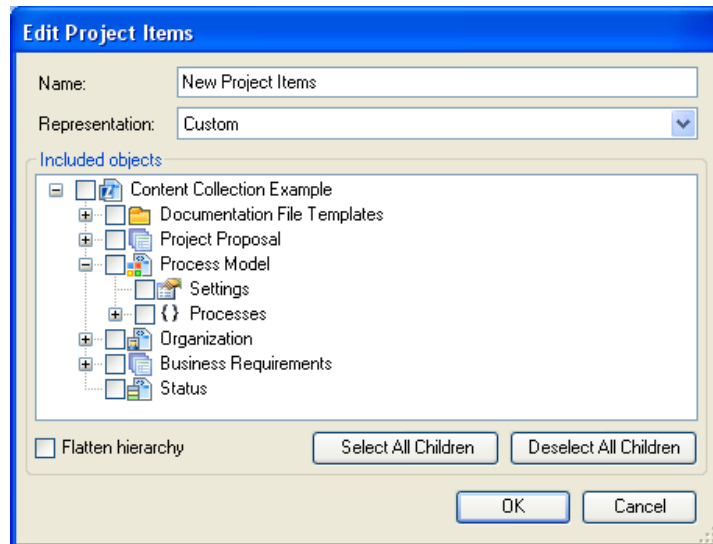 Edit Project Items
Name: New Project Items
Representation: Custom
Included objects
Content Collection Example
Documentation File Templates
Project Proposal
Process Model
Settings
{} Processes
Organization
Business Requirements
Status
Flatten hierarchy Select All Children Deselect All Children
OK Cancel